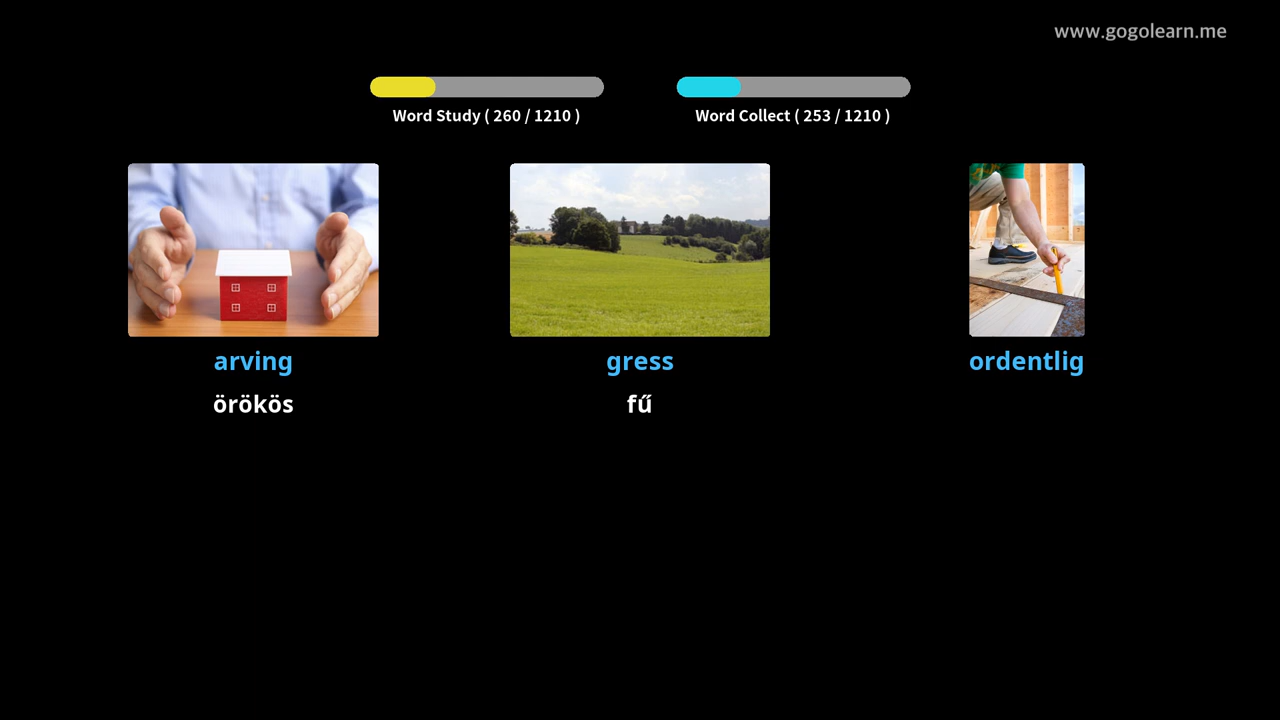 www.gogolearn.me
Word Study ( 260 / 1210 )
Word Collect ( 253 / 1210 )
arving
gress
ordentlig
örökös
fű